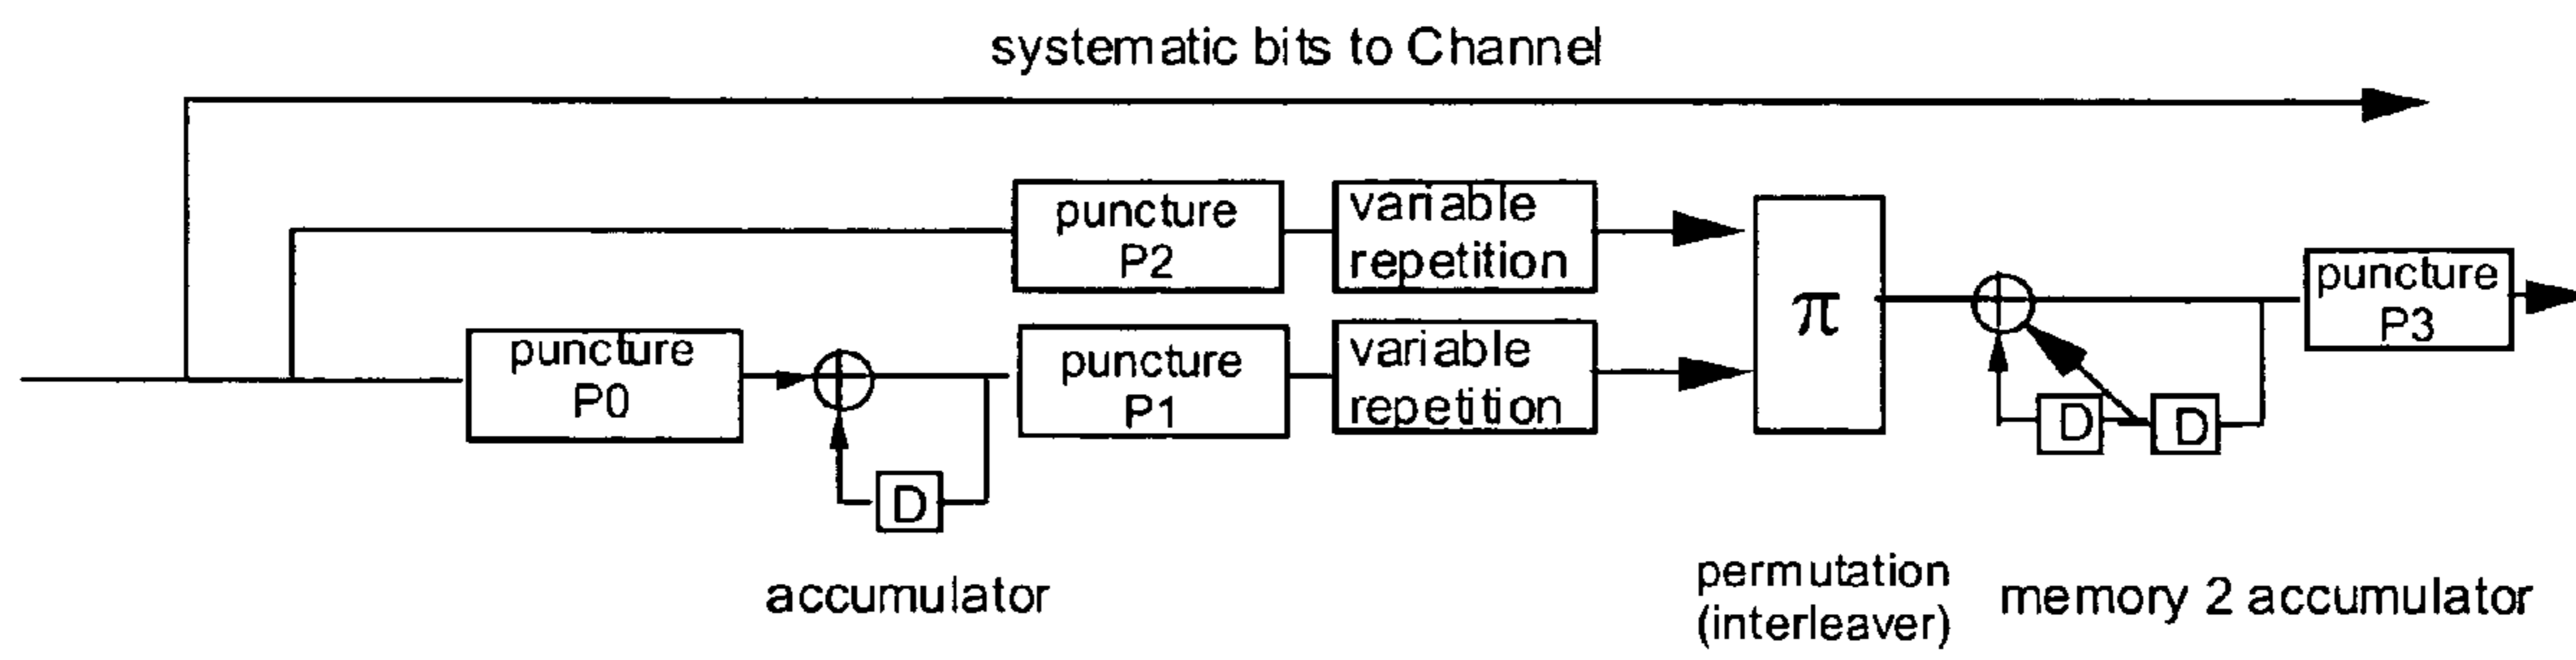 systematic bits to Channel
puncture
P2
variable
repetition
puncture
P0
puncture
P1
variable
repetition
π
puncture
P3
D
D
D
accumulator
permutation
(interleaver)
memory 2 accumulator